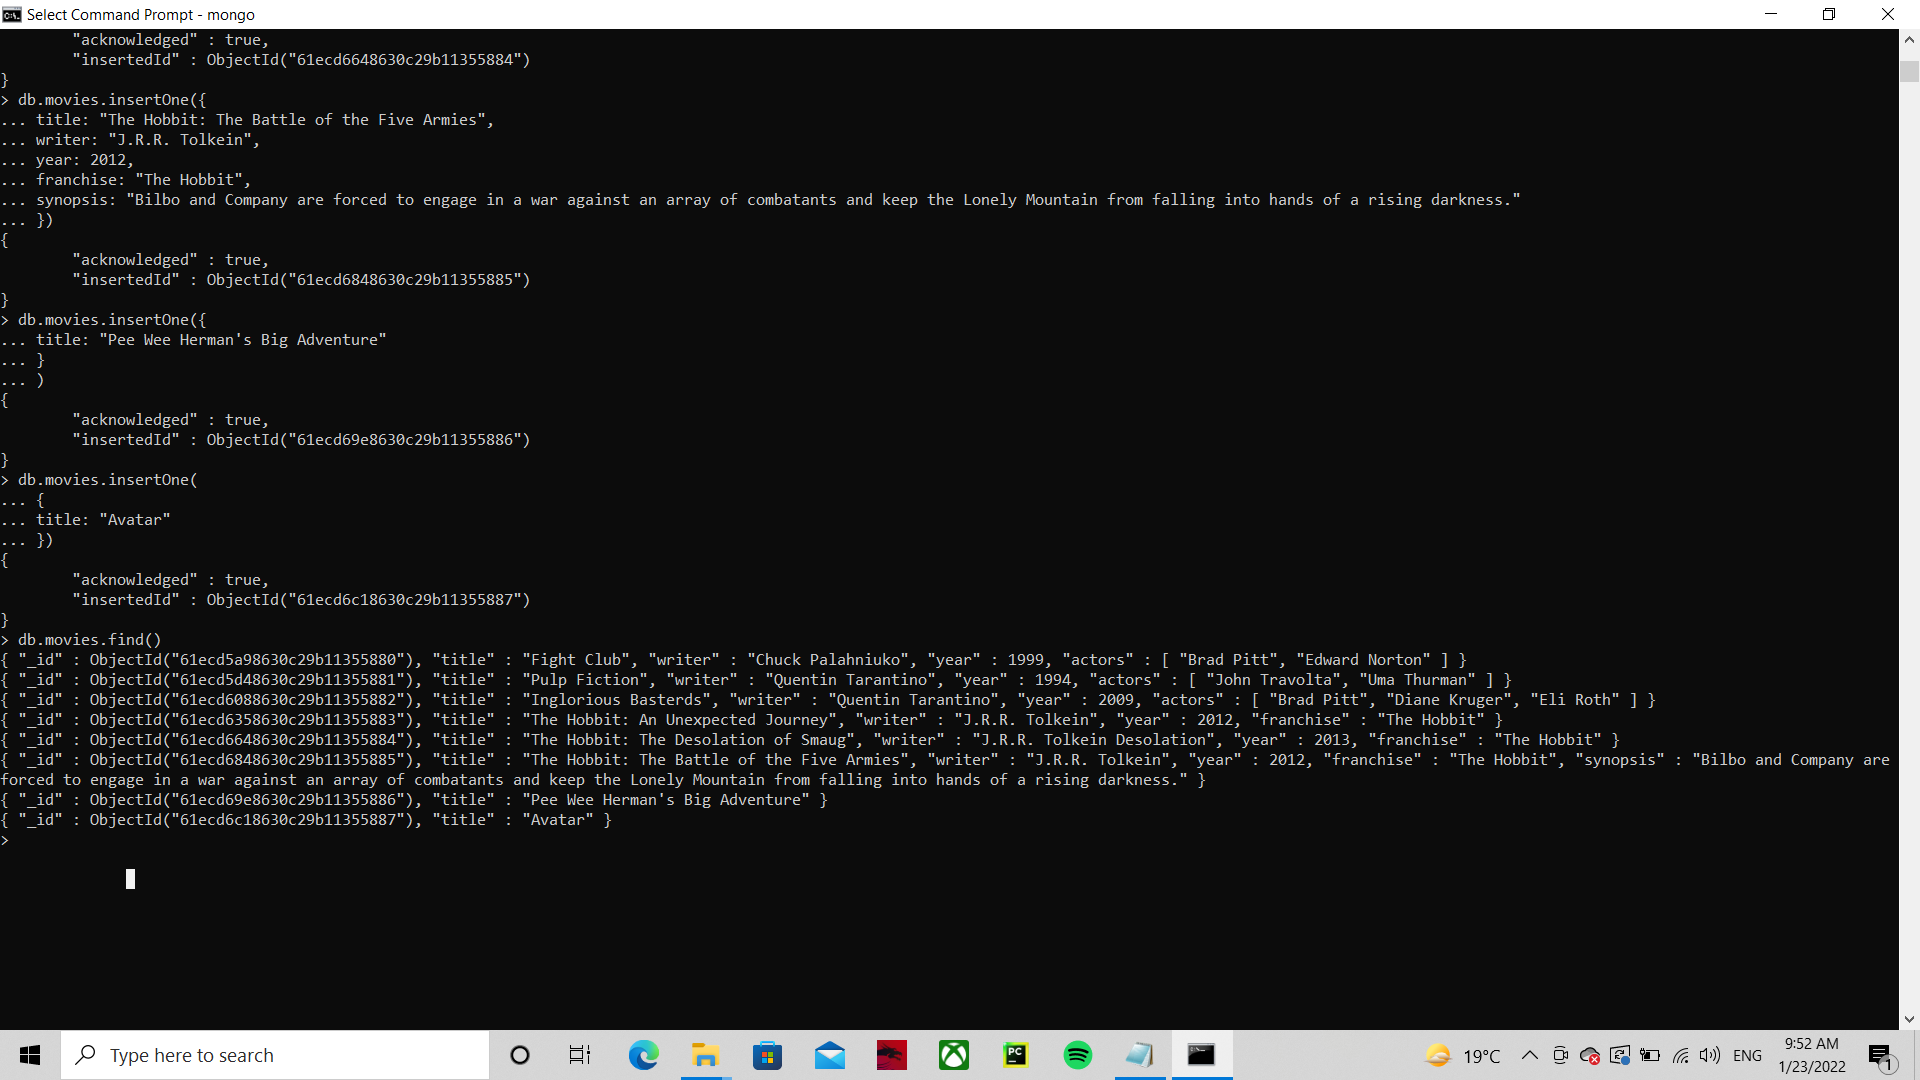 Select Command Prompt - mongo
"acknowledged" : true,
"insertedId" : ObjectId("61ecd6648630c29b11355884")
}
> db.movies.insertOne({
... title: "The Hobbit: The Battle of the Five Armies",
... writer: "J.R.R. Tolkein",
... year: 2012,
... franchise: "The Hobbit",
... synopsis: "Bilbo and Company are forced to engage in a war against an array of combatants and keep the Lonely Mountain from falling into hands of a rising darkness."
... })
{
"acknowledged" : true,
"insertedId" : ObjectId("61ecd6848630c29b11355885")
}
> db.movies.insertOne({
... title: "Pee Wee Herman's Big Adventure"
... }
... )
{
"acknowledged" : true,
"insertedId" : ObjectId("61ecd69e8630c29b11355886")
}
> db.movies.insertOne(
... {
... title: "Avatar"
... })
{
"acknowledged" : true,
"insertedId" : ObjectId("61ecd6c18630c29b11355887")
}
> db.movies.find()
{ "_id" : ObjectId("61ecd5a98630c29b11355880"), "title" : "Fight Club", "writer" : "Chuck Palahniuko", "year" : 1999, "actors" : [ "Brad Pitt", "Edward Norton" ] }
{ "_id" : ObjectId("61ecd5d48630c29b11355881"), "title" : "Pulp Fiction", "writer" : "Quentin Tarantino", "year" : 1994, "actors" : [ "John Travolta", "Uma Thurman" ] }
{ "_id" : ObjectId("61ecd6088630c29b11355882"), "title" : "Inglorious Basterds", "writer" : "Quentin Tarantino", "year" : 2009, "actors" : [ "Brad Pitt", "Diane Kruger", "Eli Roth" ] }
{ "_id" : ObjectId("61ecd6358630c29b11355883"), "title" : "The Hobbit: An Unexpected Journey", "writer" : "J.R.R. Tolkein", "year" : 2012, "franchise" : "The Hobbit" }
{ "_id" : ObjectId("61ecd6648630c29b11355884"), "title" : "The Hobbit: The Desolation of Smaug", "writer" : "J.R.R. Tolkein Desolation", "year" : 2013, "franchise" : "The Hobbit" }
{ "_id" : ObjectId("61ecd6848630c29b11355885"), "title" : "The Hobbit: The Battle of the Five Armies", "writer" : "J.R.R. Tolkein", "year" : 2012, "franchise" : "The Hobbit", "synopsis" : "Bilbo and Company are
forced to engage in a war against an array of combatants and keep the Lonely Mountain from falling into hands of a rising darkness." }
{ "_id" : ObjectId("61ecd69e8630c29b11355886"), "title" : "Pee Wee Herman's Big Adventure" }
{ "_id" : ObjectId("61ecd6c18630c29b11355887"), "title" : "Avatar" }
>
Type here to search
PC
19°C
ENG
9:52 AM
1/23/2022
1